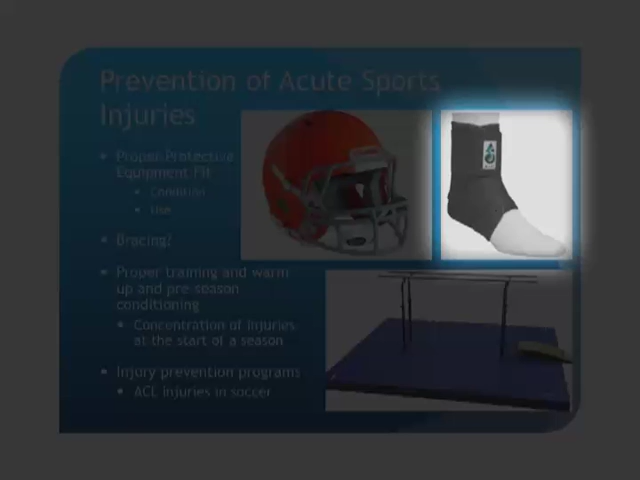 Prevention of Acute Sports
Injuries
Proper Protective
Equipment Fit
Condition
Use
Bracing?
Proper training and warm
up and pre-season
conditioning
Concentration of injuries
at the start of a season
Injury prevention programs
ACL injuries in soccer